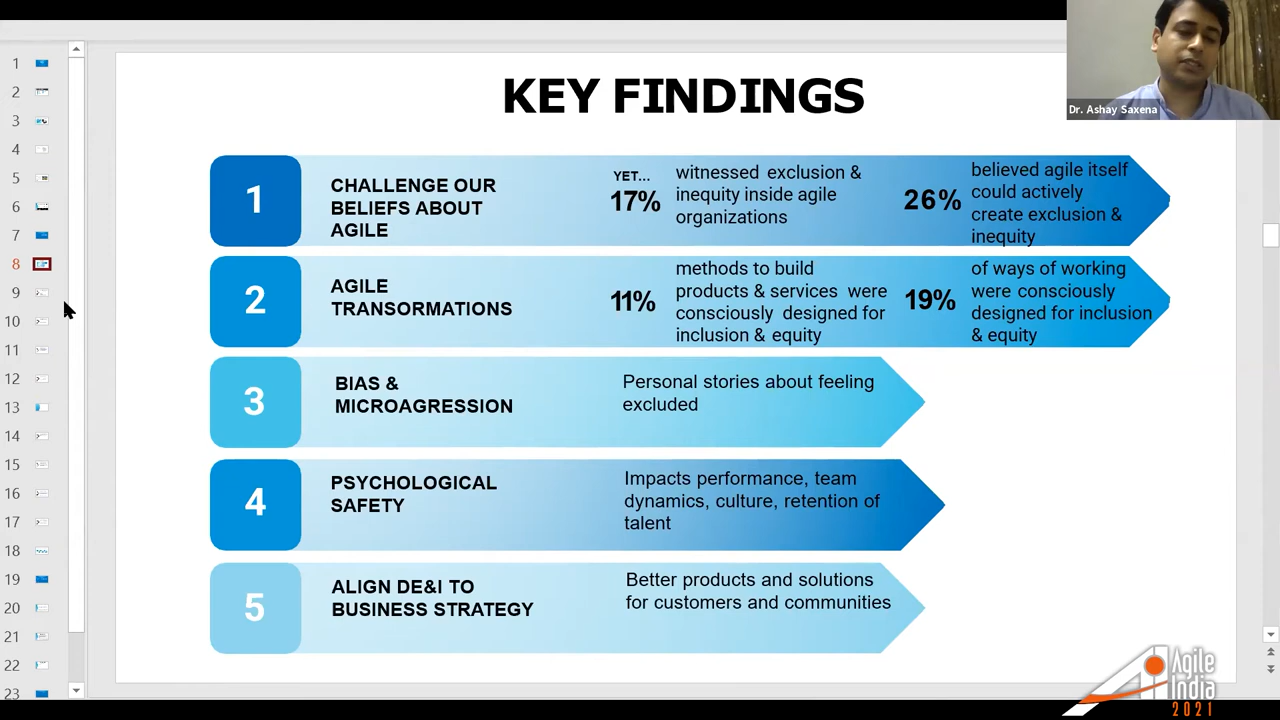 KEY FINDINGS
Dr. Ashay Saxena
1
CHALLENGE OUR
BELIEFS ABOUT
AGILE
YET...
17%
witnessed exclusion &
inequity inside agile
organizations
26%
believed agile itself
could actively
create exclusion &
inequity
2
AGILE
TRANSORMATIONS
11%
methods to build
products & services were
consciously designed for
inclusion & equity
19%
of ways of working
were consciously
designed for inclusion
& equity
3
BIAS &
MICROAGRESSION
Personal stories about feeling
excluded
4
PSYCHOLOGICAL
SAFETY
Impacts performance, team
dynamics, culture, retention of
talent
5
ALIGN DE&I TO
BUSINESS STRATEGY
Better products and solutions
for customers and communities
1
2
3
4
5
6
7
8
9
10
11
12
13
14
15
16
17
18
19
20
21
22
23
Agile
India
2021